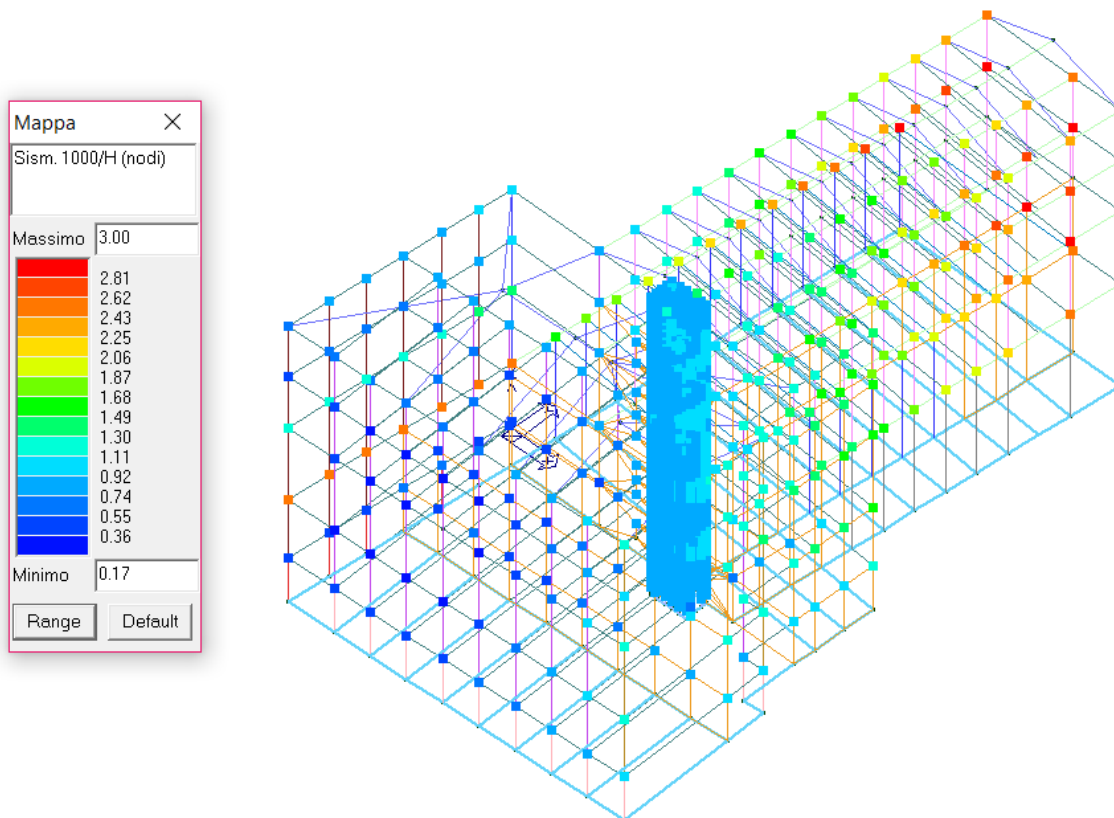 Mappa
Sism. 1000/H (nodi)
Massimo 3.00
2.81
2.62
2.43
2.25
2.06
1.87
1.68
1.49
1.30
1.11
0.92
0.74
0.55
0.36
Minimo 0.17
Range Default